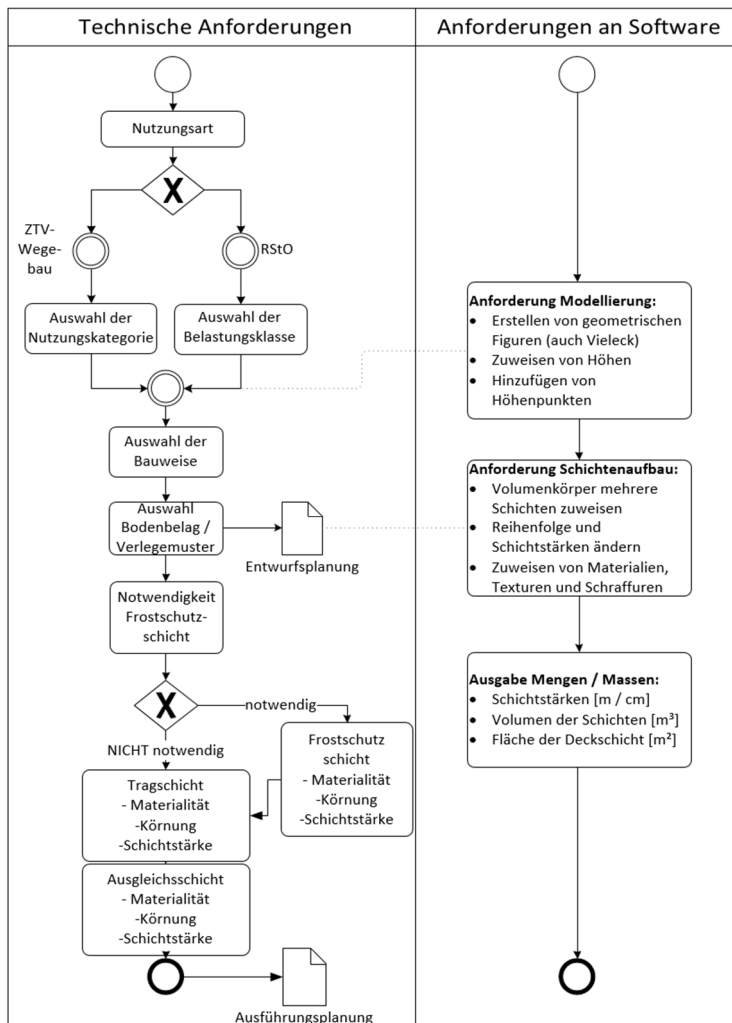 Technische Anforderungen
Nutzungsart
ZTV-
Wege-
bau
RStO
Auswahl der
Nutzungskategorie
Auswahl der
Belastungsklasse
Auswahl der
Bauweise
Auswahl
Bodenbelag /
Verlegemuster
Entwurfsplanung
Notwendigkeit
Frostschutz-
schicht
notwendig
NICHT notwendig
Frostschutz
schicht
- Materialität
-Körnung
-Schichtstärke
Tragschicht
- Materialität
-Körnung
-Schichtstärke
Ausgleichsschicht
- Materialität
-Körnung
-Schichtstärke
Ausführungsplanung
Anforderungen an Software
Anforderung Modellierung:
• Erstellen von geometrischen
Figuren (auch Vieleck)
• Zuweisen von Höhen
• Hinzufügen von
Höhenpunkten
Anforderung Schichtenaufbau:
• Volumenkörper mehrere
Schichten zuweisen
• Reihenfolge und
Schichtstärken ändern
• Zuweisen von Materialien,
Texturen und Schraffuren
Ausgabe Mengen / Massen:
• Schichtstärken [m / cm]
• Volumen der Schichten [m³]
• Fläche der Deckschicht [m²]